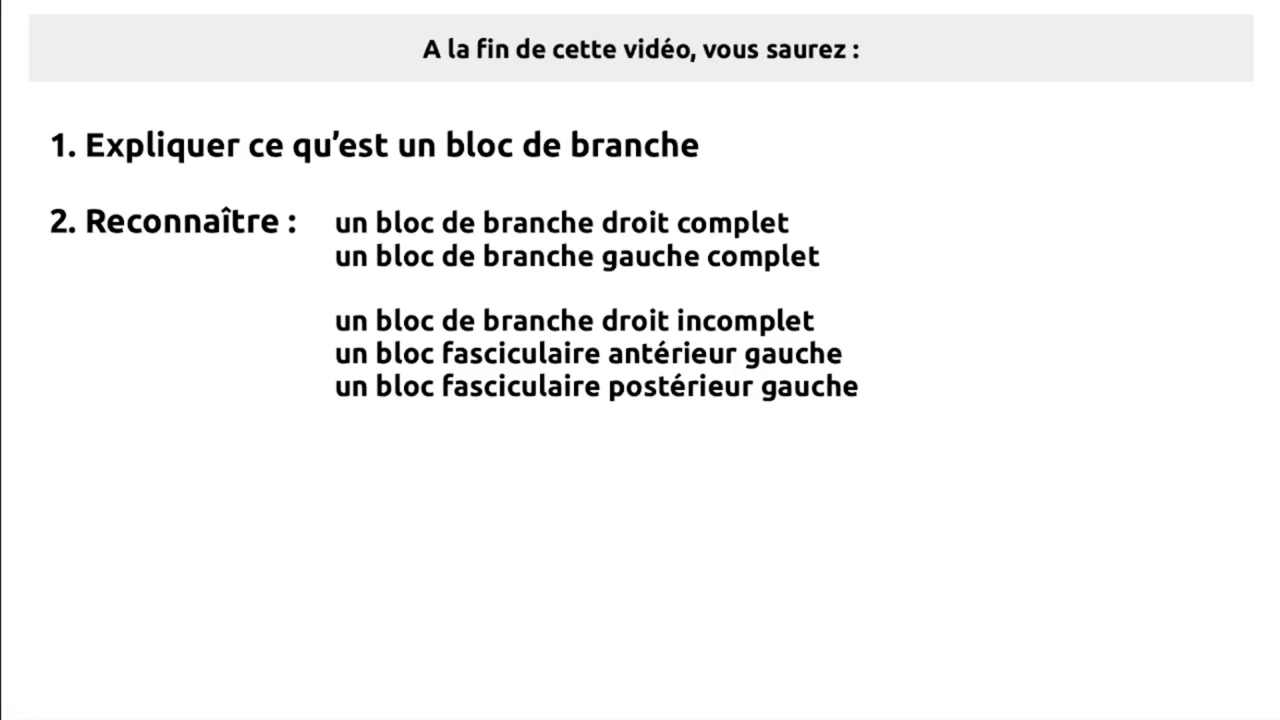 A la fin de cette vidéo, vous saurez :
1. Expliquer ce qu’est un bloc de branche
2. Reconnaître : un bloc de branche droit complet
un bloc de branche gauche complet
un bloc de branche droit incomplet
un bloc fasciculaire antérieur gauche
un bloc fasciculaire postérieur gauche